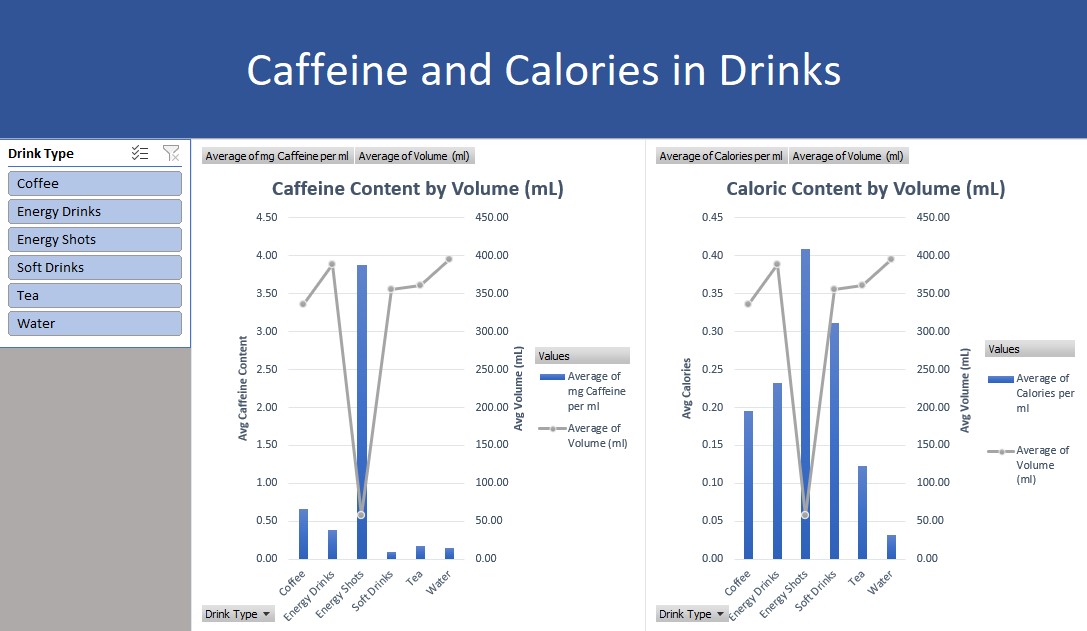 Caffeine and Calories in Drinks
Drink Type
Coffee
Energy Drinks
Energy Shots
Soft Drinks
Tea
Water
Average of mg Caffeine per ml
Average of Volume (ml)
Caffeine Content by Volume (mL)
4.50
4.00
3.50
3.00
2.50
2.00
1.50
1.00
0.50
0.00
Avg Caffeine Content
450.00
400.00
350.00
300.00
250.00
200.00
150.00
100.00
50.00
0.00
Avg Volume (mL)
Coffee
Energy Drinks
Energy Shots
Soft Drinks
Tea
Water
Values
Average of
mg Caffeine
per ml
Average of
Volume (ml)
Drink Type
Average of Calories per ml
Average of Volume (ml)
Caloric Content by Volume (mL)
0.45
0.40
0.35
0.30
0.25
0.20
0.15
0.10
0.05
0.00
Avg Calories
450.00
400.00
350.00
300.00
250.00
200.00
150.00
100.00
50.00
0.00
Avg Volume (mL)
Coffee
Energy Drinks
Energy Shots
Soft Drinks
Tea
Water
Values
Average of
Calories per
ml
Average of
Volume
(ml)
Drink Type